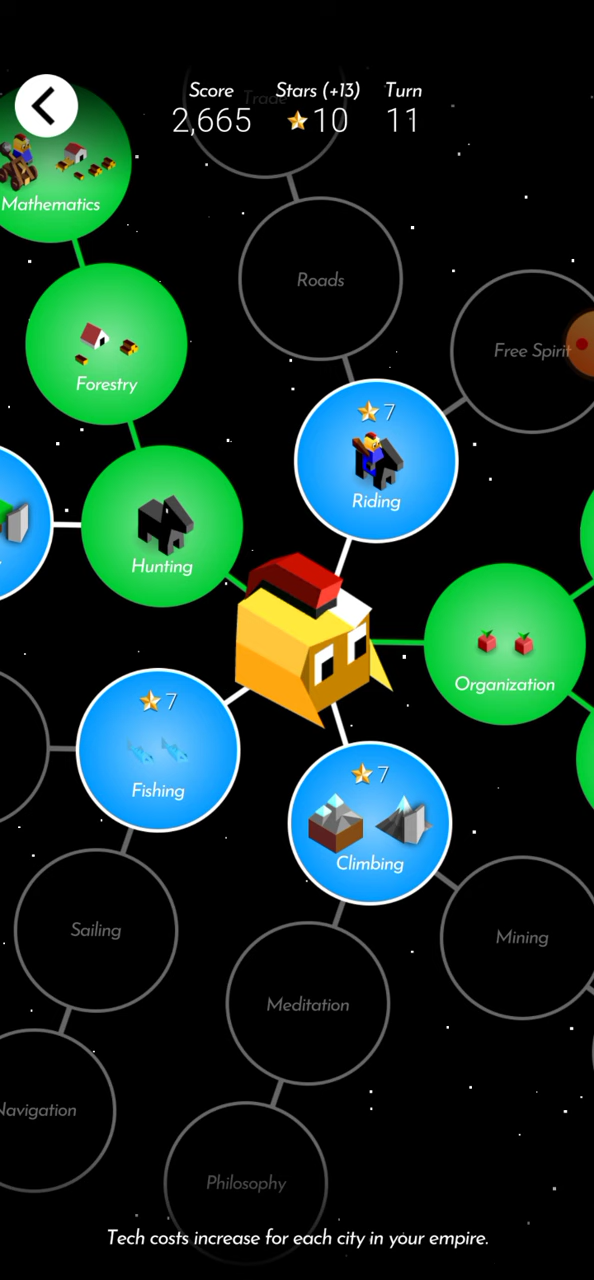 Score Stars (+13) Turn
Trade
2,665 10 11
Mathematics
Roads
Free Spirit
Forestry
7
Riding
Hunting
Organization
7
Fishing
7
Climbing
Sailing
Mining
Meditation
Navigation
Philosophy
Tech costs increase for each city in your empire.